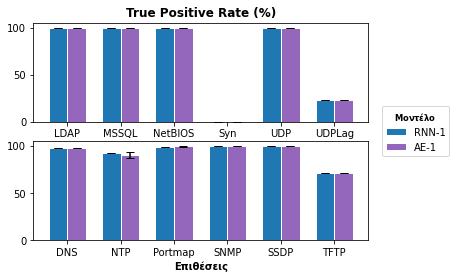 True Positive Rate (%)
100
50
0
LDAP MSSQL NetBIOS Syn UDP UDPLag
100
50
0
DNS NTP Portmap SNMP SSDP TFTP
Επιθέσεις
Μοντέλο
RNN-1
AE-1